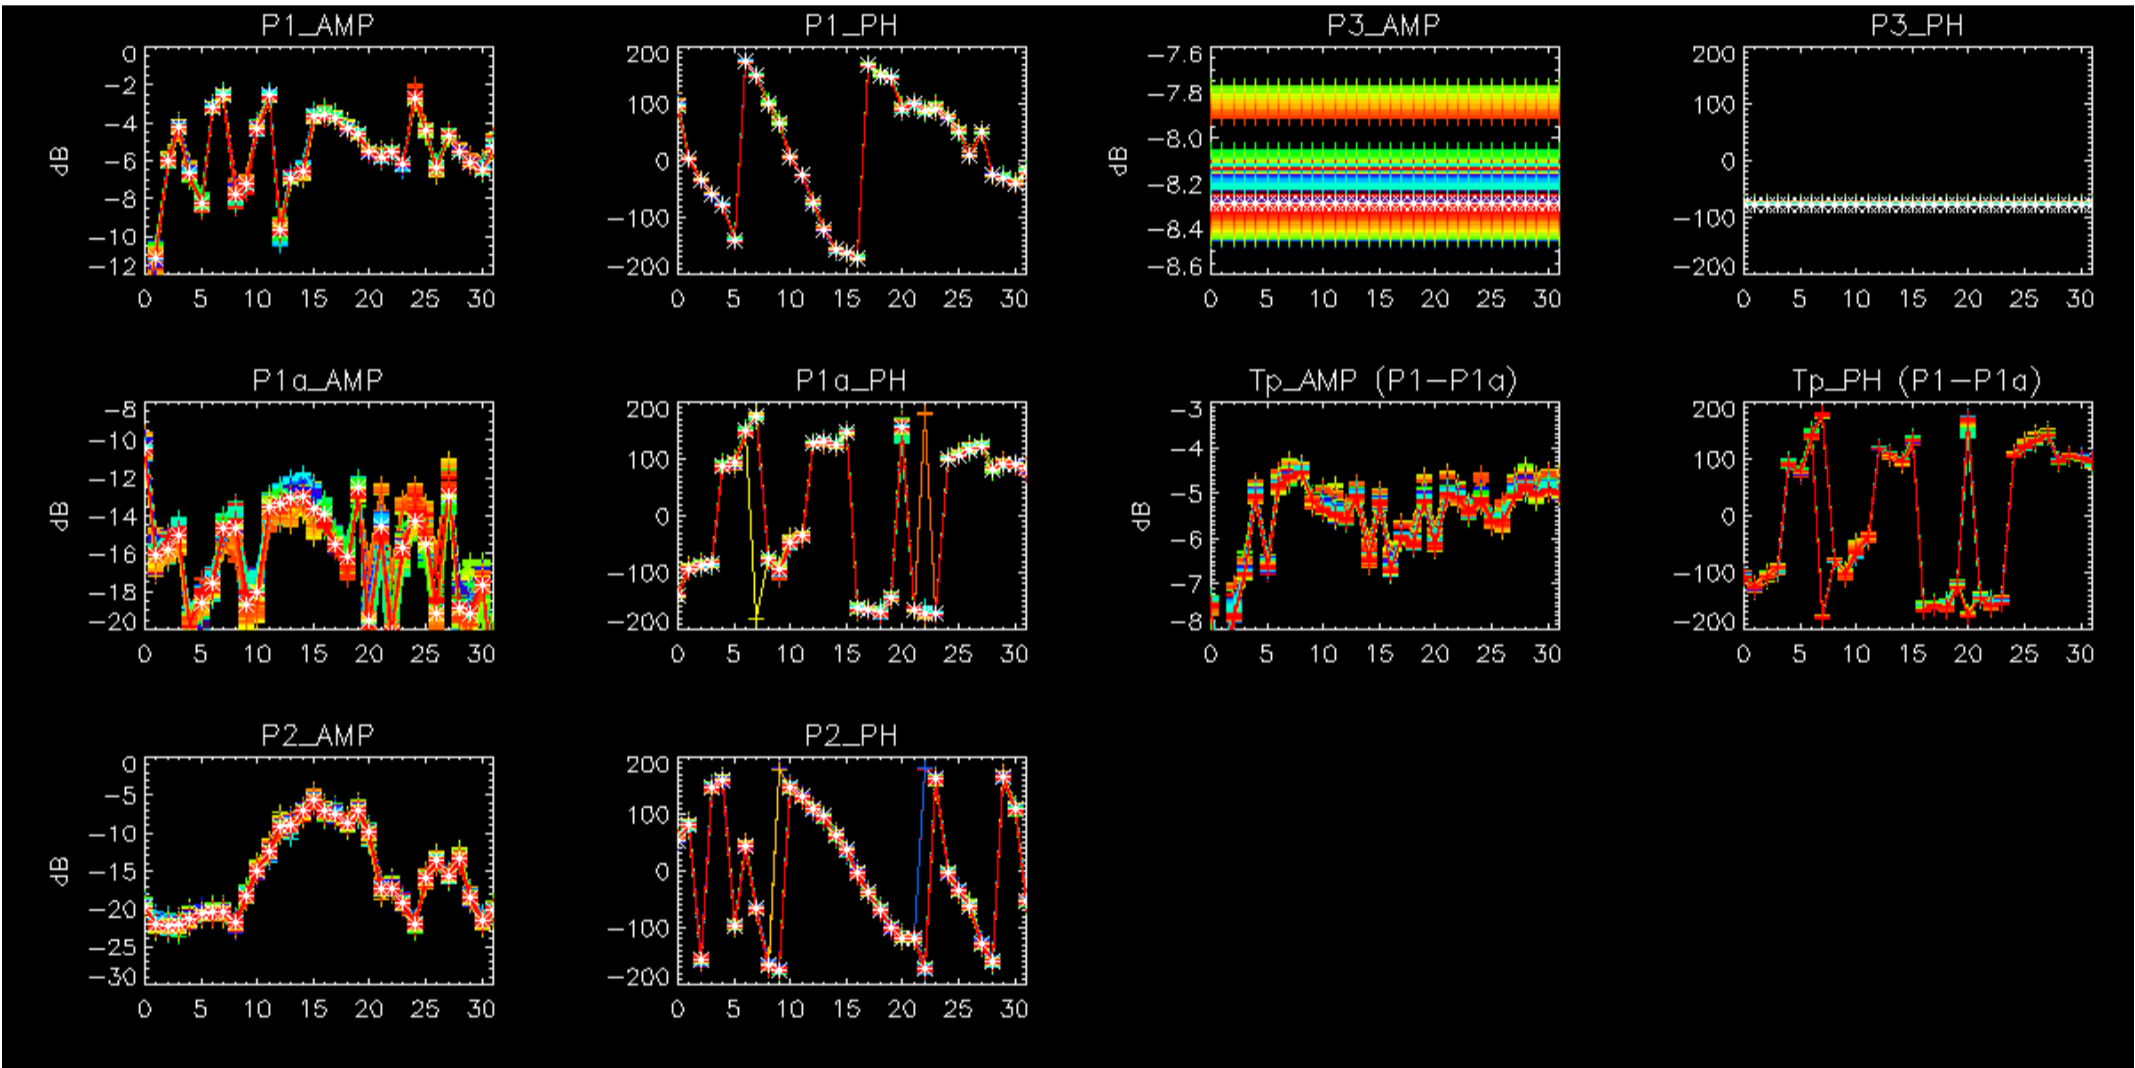 P1_AMP
0
−2
−4
−6
−8
−10
−12
dB
0 5 10 15 20 25 30
P1_PH
200
100
0
−100
−200
0 5 10 15 20 25 30
P3_AMP
−7.6
−7.8
−8.0
−8.2
−8.4
−8.6
dB
0 5 10 15 20 25 30
P3_PH
200
100
0
−100
−200
0 5 10 15 20 25 30
P1a_AMP
−8
−10
−12
−14
−16
−18
−20
dB
0 5 10 15 20 25 30
P1a_PH
200
100
0
−100
−200
0 5 10 15 20 25 30
Tp_AMP (P1−P1a)
−3
−4
−5
−6
−7
−8
dB
0 5 10 15 20 25 30
Tp_PH (P1−P1a)
200
100
0
−100
−200
0 5 10 15 20 25 30
P2_AMP
0
−5
−10
−15
−20
−25
−30
dB
0 5 10 15 20 25 30
P2_PH
200
100
0
−100
−200
0 5 10 15 20 25 30